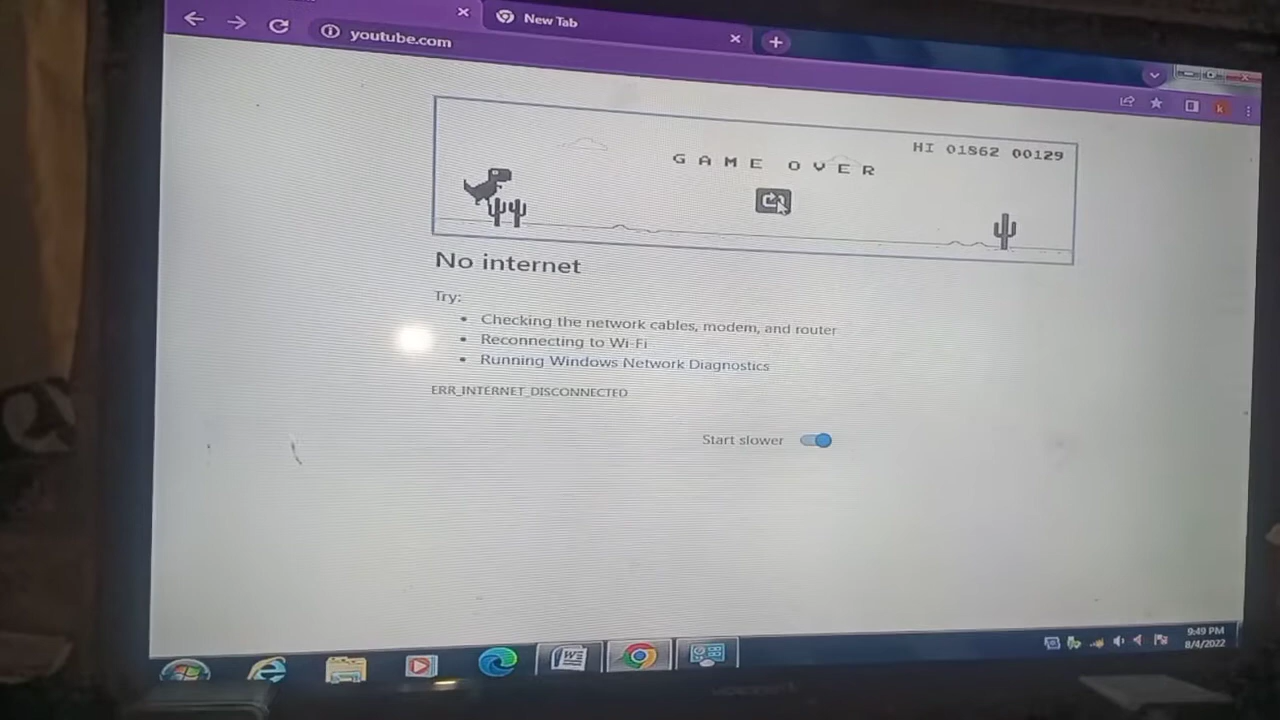 New Tab
youtube.com
HI 01862 00129
GAME OVER
No internet
Try:
• Checking the network cables, modem, and router
• Reconnecting to Wi-Fi
• Running Windows Network Diagnostics
ERR_INTERNET_DISCONNECTED
Start slower
9:49 PM
8/4/2022